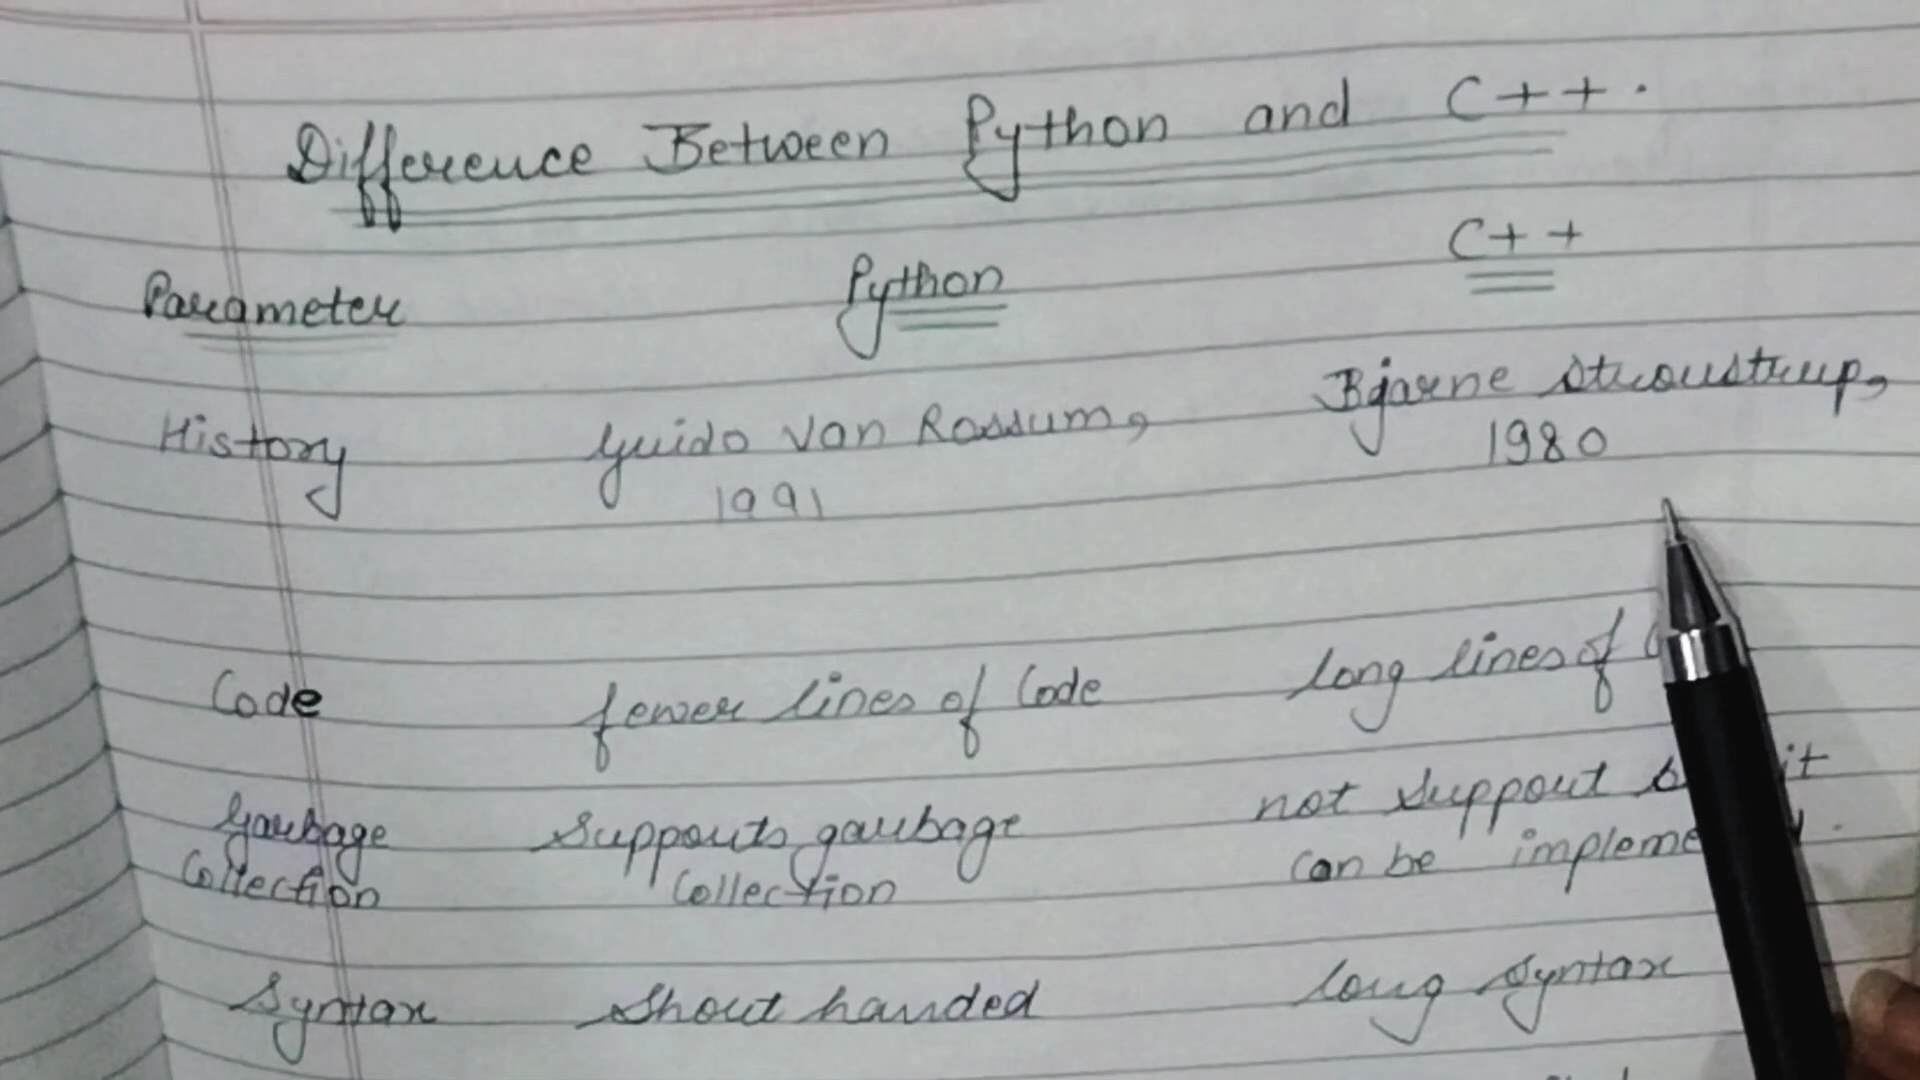 Difference Between Python and C++.
Parameter Python C++
History Guido Van Rossum, Bjarne Stroustrup,
1991 1980
Code fewer lines of Code long lines of
Garbage Supports garbage not support
Collection Collection can be
Syntax Short handed long Syntax